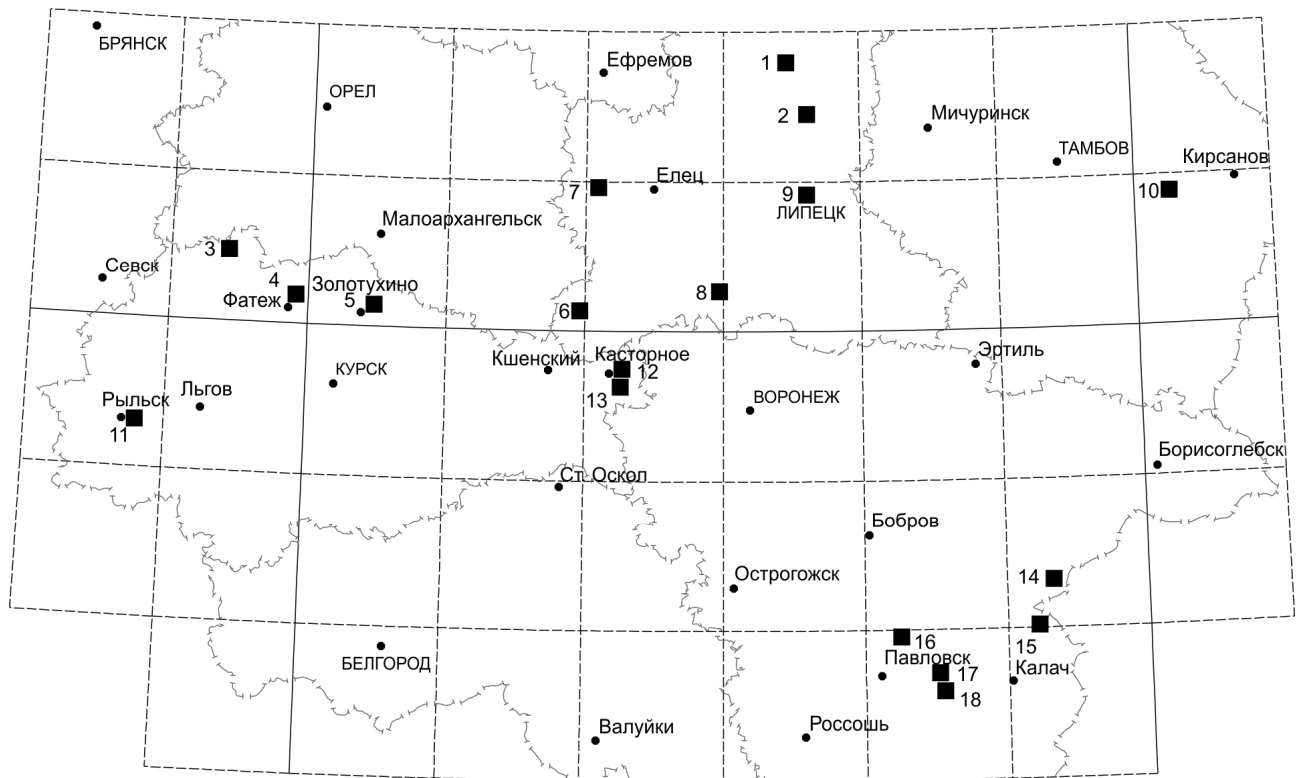 БРЯНСК
Ефремов
1
ОРЕЛ
2
Мичуринск
ТАМБОВ
Кирсанов
7
Елец
9
ЛИПЕЦК
10
Малоархангельск
3
Севск
4
Золотухино
Фатеж
5
6
8
Кшенский
Касторное
12
13
Эртиль
КУРСК
Льгов
Рыльск
11
ВОРОНЕЖ
Борисоглебск
Ст. Оскол
Бобров
Острогожск
14
15
16
БЕЛГОРОД
Павловск
17
18
Калач
Валуйки
Россошь